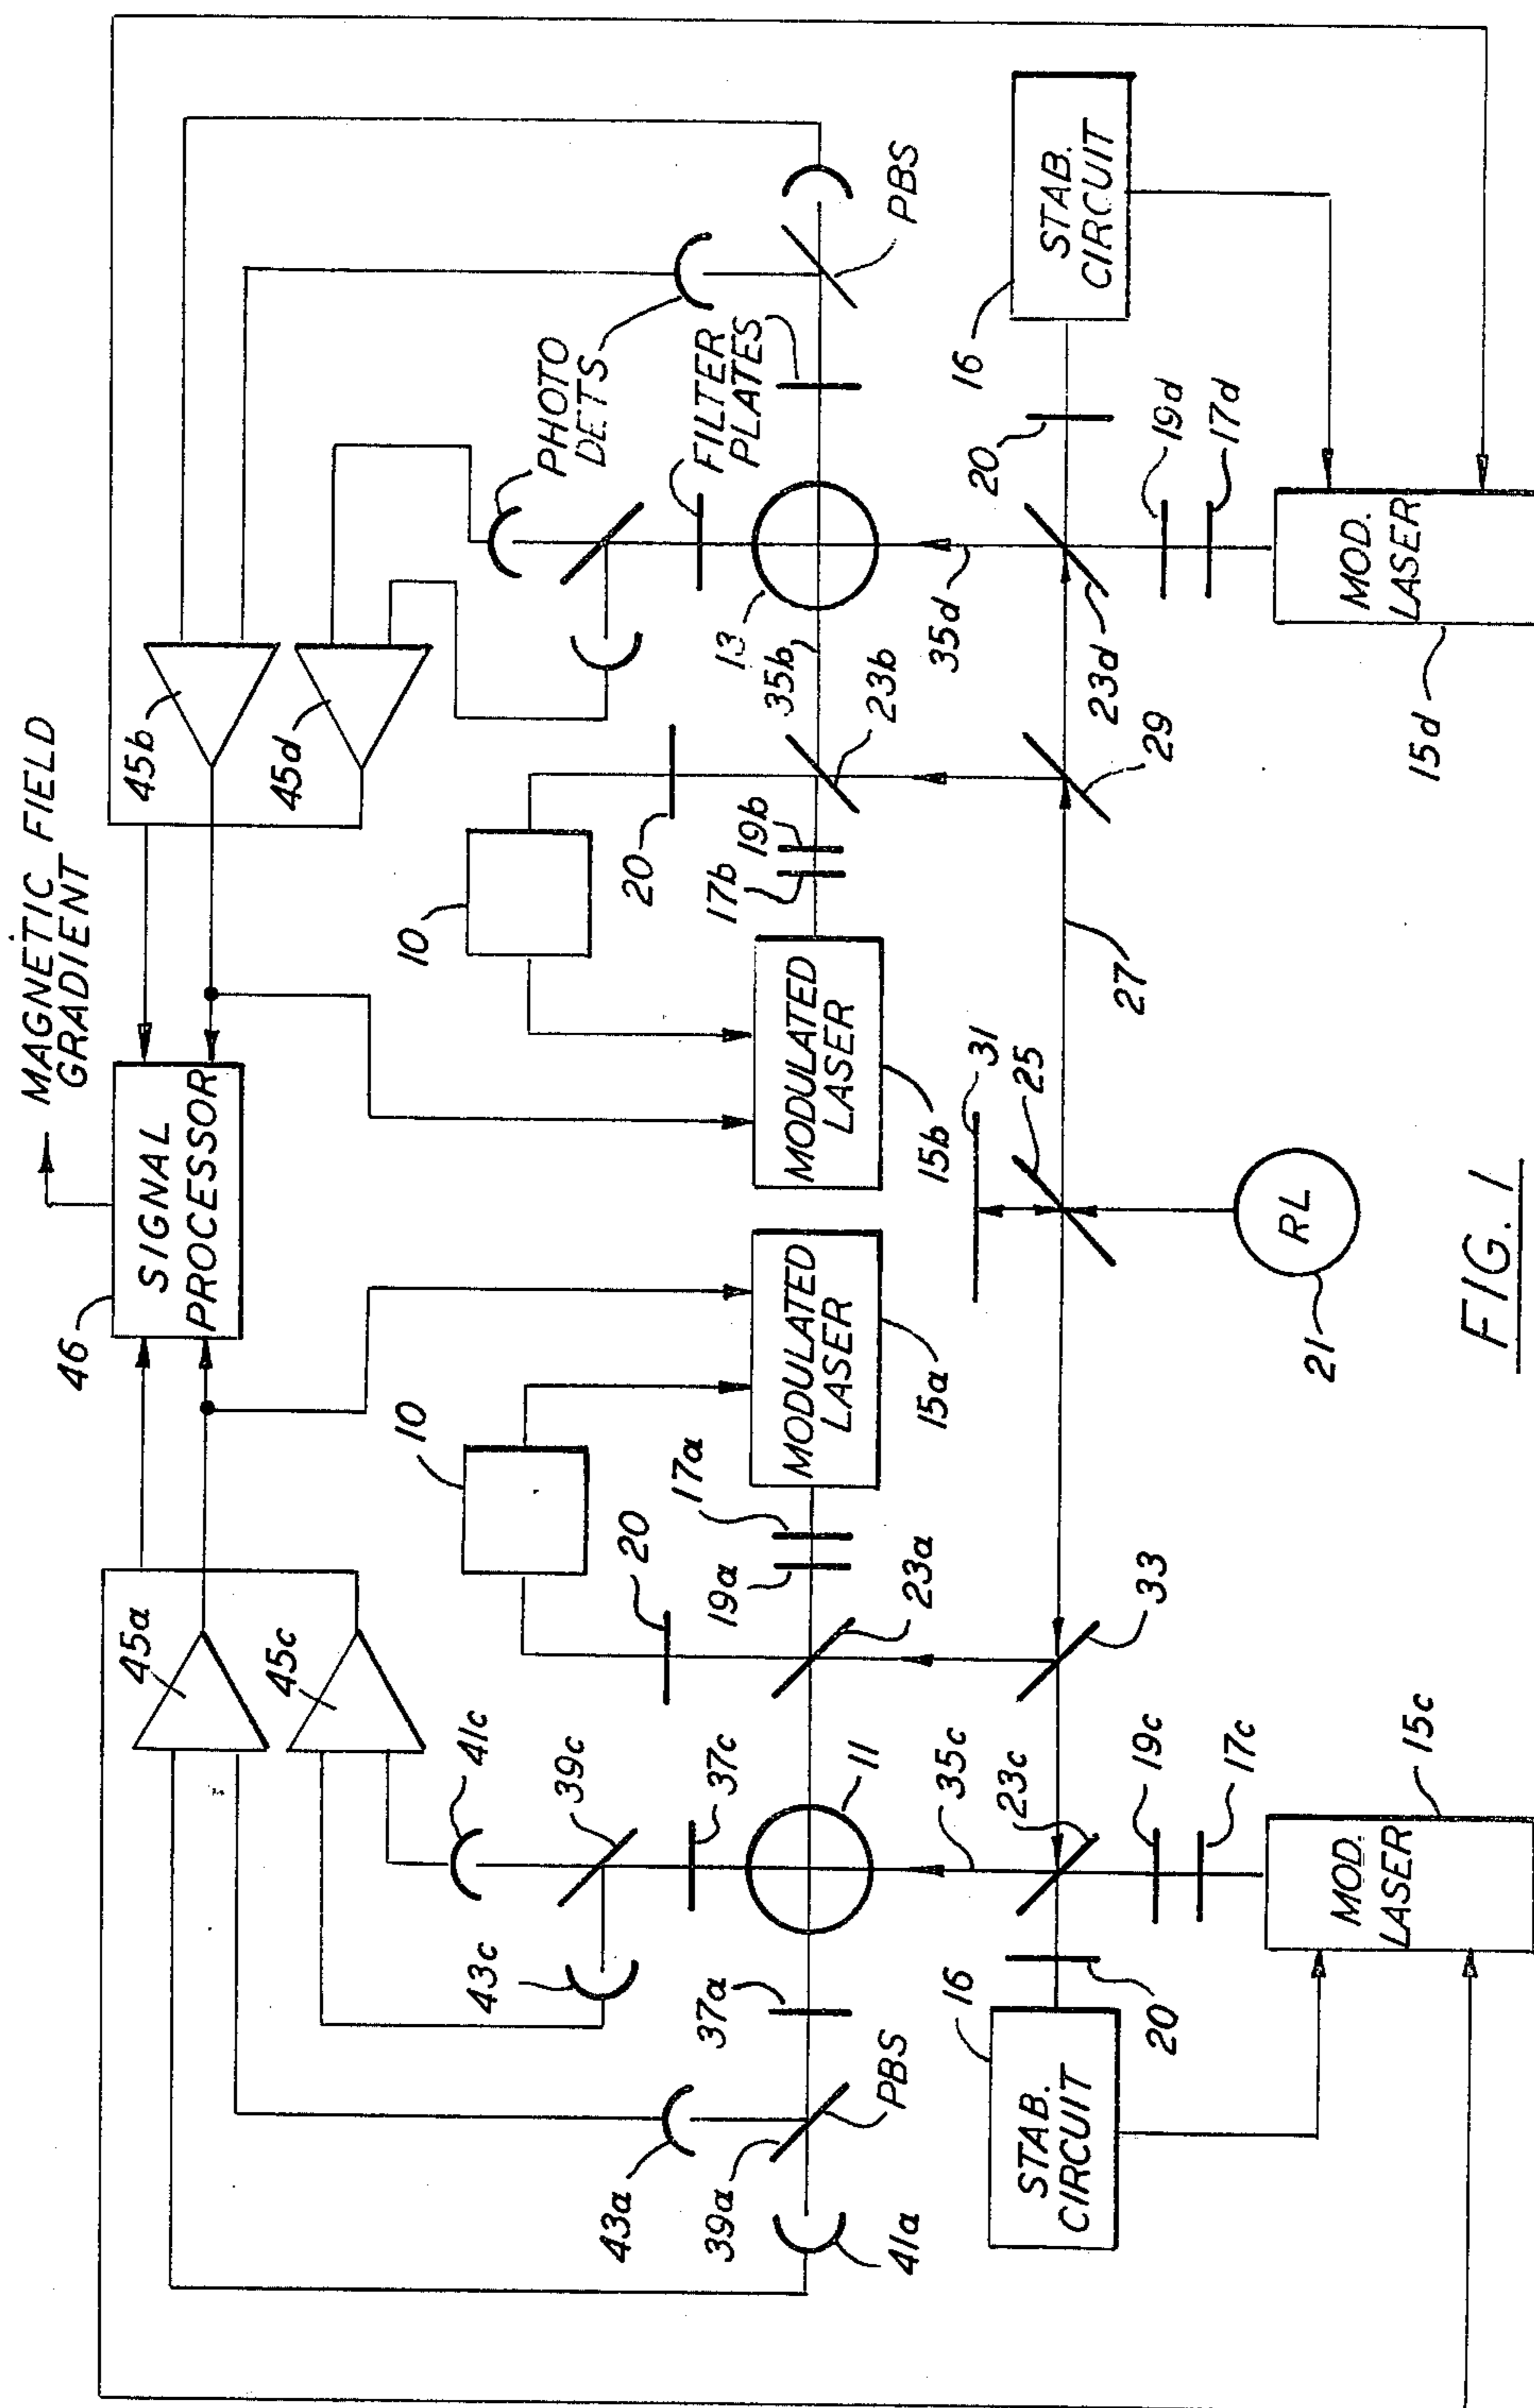 MAGNETIC FIELD
GRADIENT
46
SIGNAL
PROCESSOR
45a
45c
45b
45d
41c
43c
39c
37c
43a
39a
41a
37a
PBS
11
10
20
17a
19a
23a
MODULATED
LASER
15a
10
20
17b
19b
23b
MODULATED
LASER
15b
PHOTO
DETS
FILTER
PLATES
PBS
13
35b
35d
35c
23c
33
16
STAB.
CIRCUIT
20
19c
17c
MOD.
LASER
15c
31
25
27
29
RL
21
23d
20
16
STAB.
CIRCUIT
19d
17d
MOD.
LASER
15d
FIG. 1